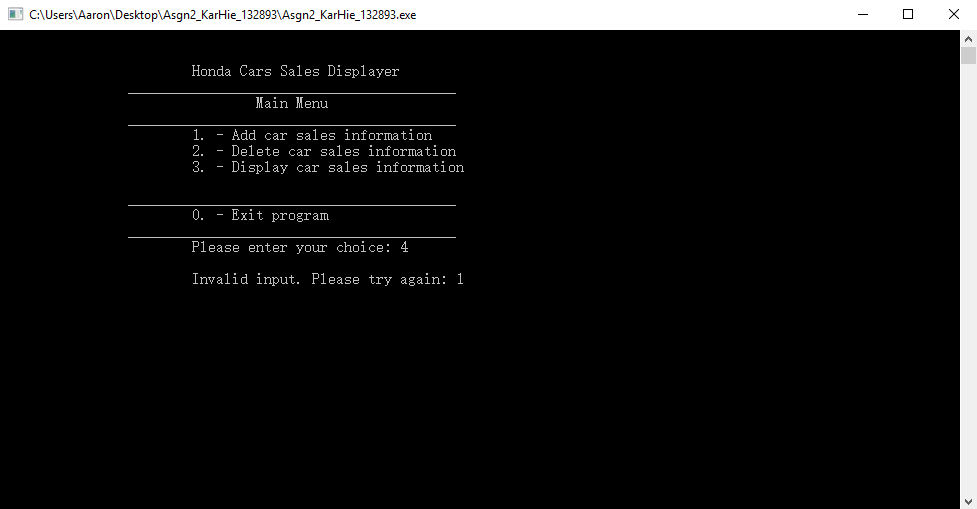 C:\Users\Aaron\Desktop\Asgn2_KarHie_132893\Asgn2_KarHie_132893.exe
Honda Cars Sales Displayer
Main Menu
1. - Add car sales information
2. - Delete car sales information
3. - Display car sales information
0. - Exit program
Please enter your choice: 4
Invalid input. Please try again: 1